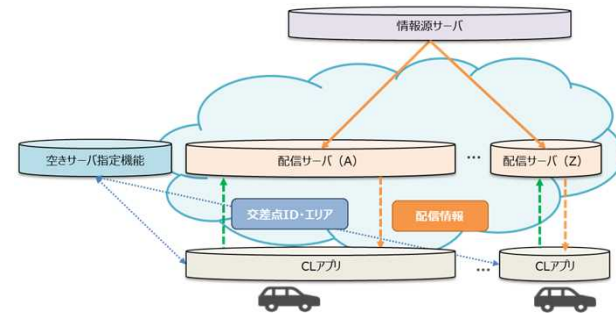 情報源サーバ
空きサーバ指定機能
配信サーバ（A）
…
配信サーバ（Z）
交差点ID・エリア
配信情報
CLアプリ
…
CLアプリ